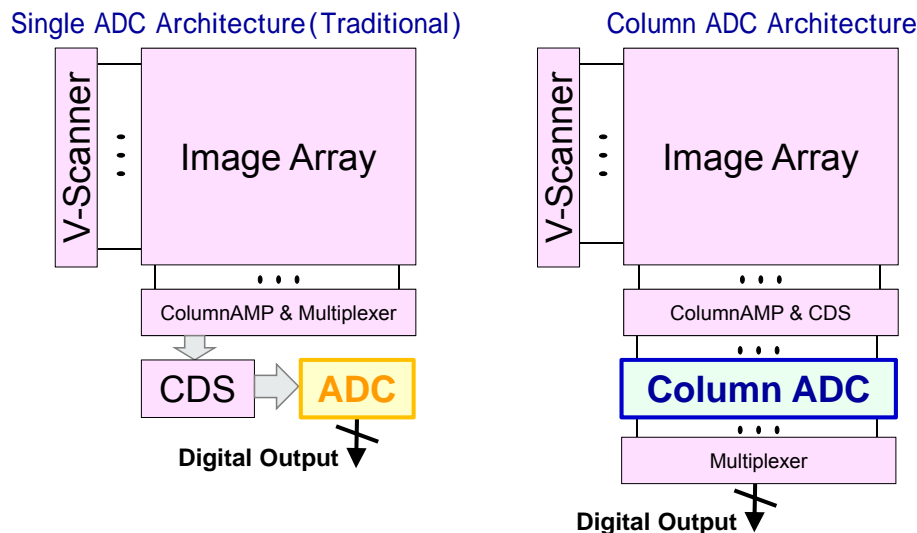 Single ADC Architecture(Traditional)
V-Scanner
Image Array
ColumnAMP & Multiplexer
CDS
ADC
Digital Output
Column ADC Architecture
V-Scanner
Image Array
ColumnAMP & CDS
Column ADC
Multiplexer
Digital Output